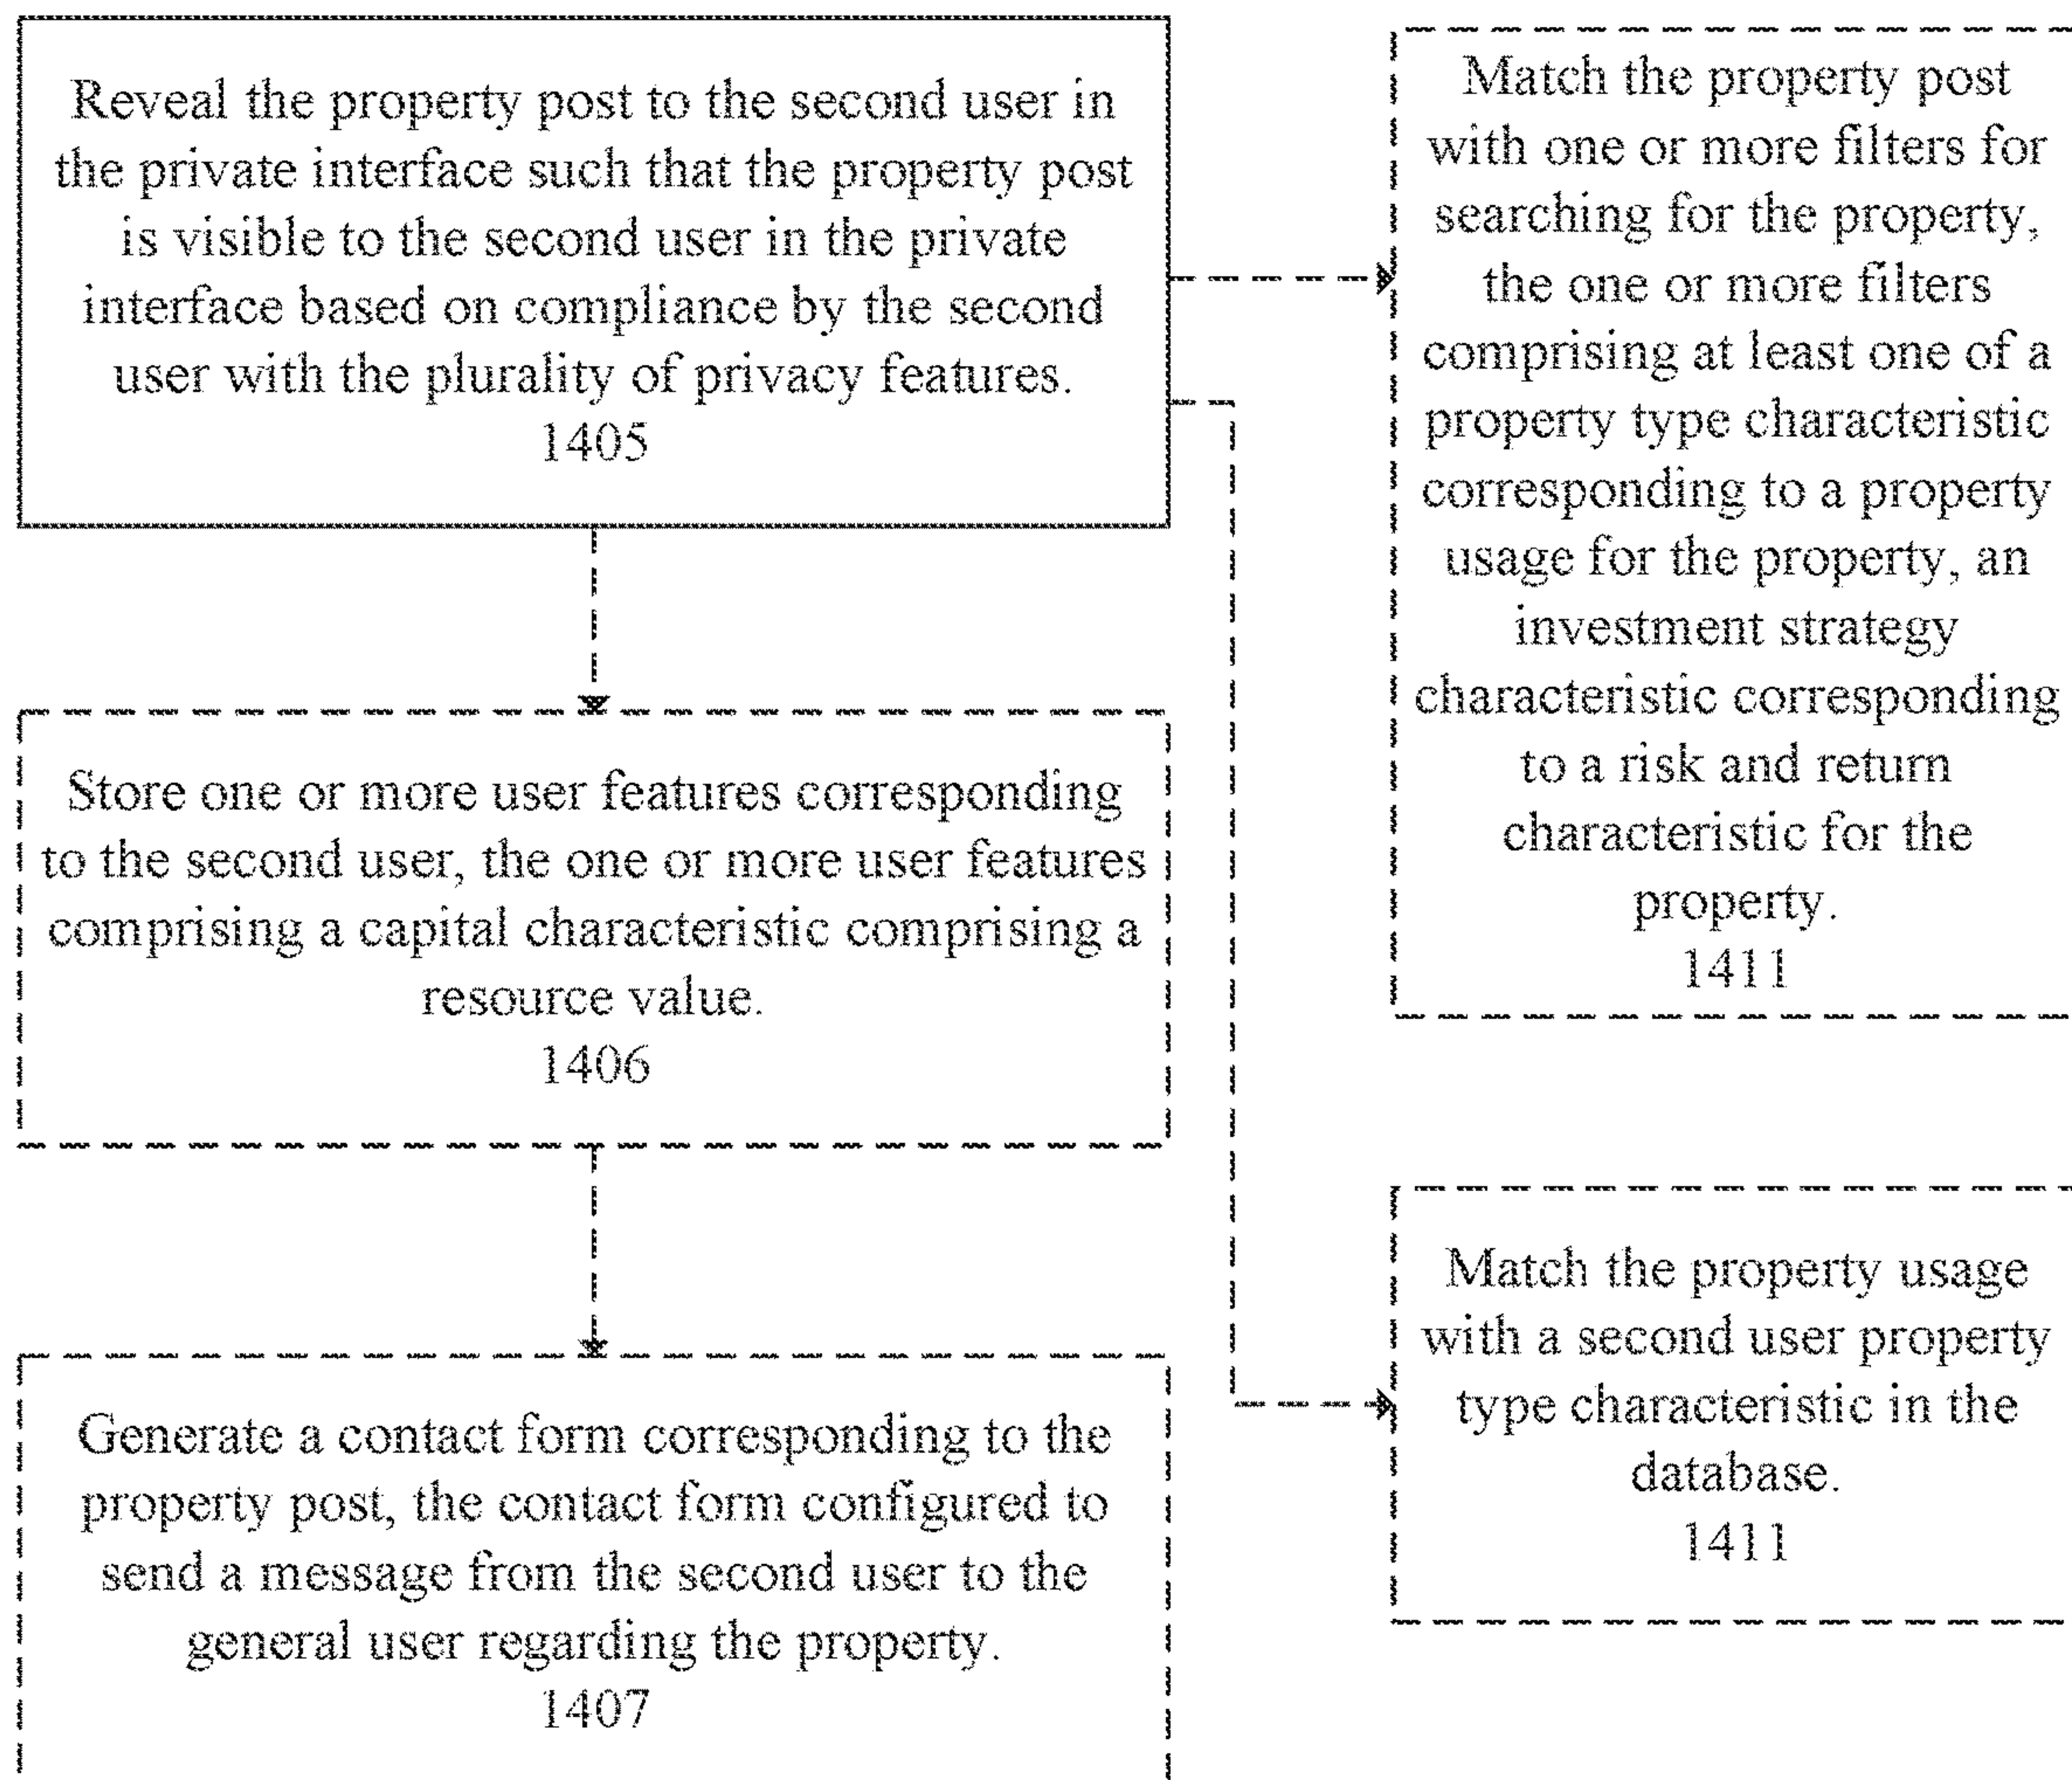 Reveal the property post to the second user in
the private interface such that the property post
is visible to the second user in the private
interface based on compliance by the second
user with the plurality of privacy features.
1405
Store one or more user features corresponding
to the second user, the one or more user features
comprising a capital characteristic comprising a
resource value.
1406
Generate a contact form corresponding to the
property post, the contact form configured to
send a message from the second user to the
general user regarding the property.
1407
Match the property post
with one or more filters for
searching for the property,
the one or more filters
comprising at least one of a
property type characteristic
corresponding to a property
usage for the property, an
investment strategy
characteristic corresponding
to a risk and return
characteristic for the
property.
1411
Match the property usage
with a second user property
type characteristic in the
database.
1411